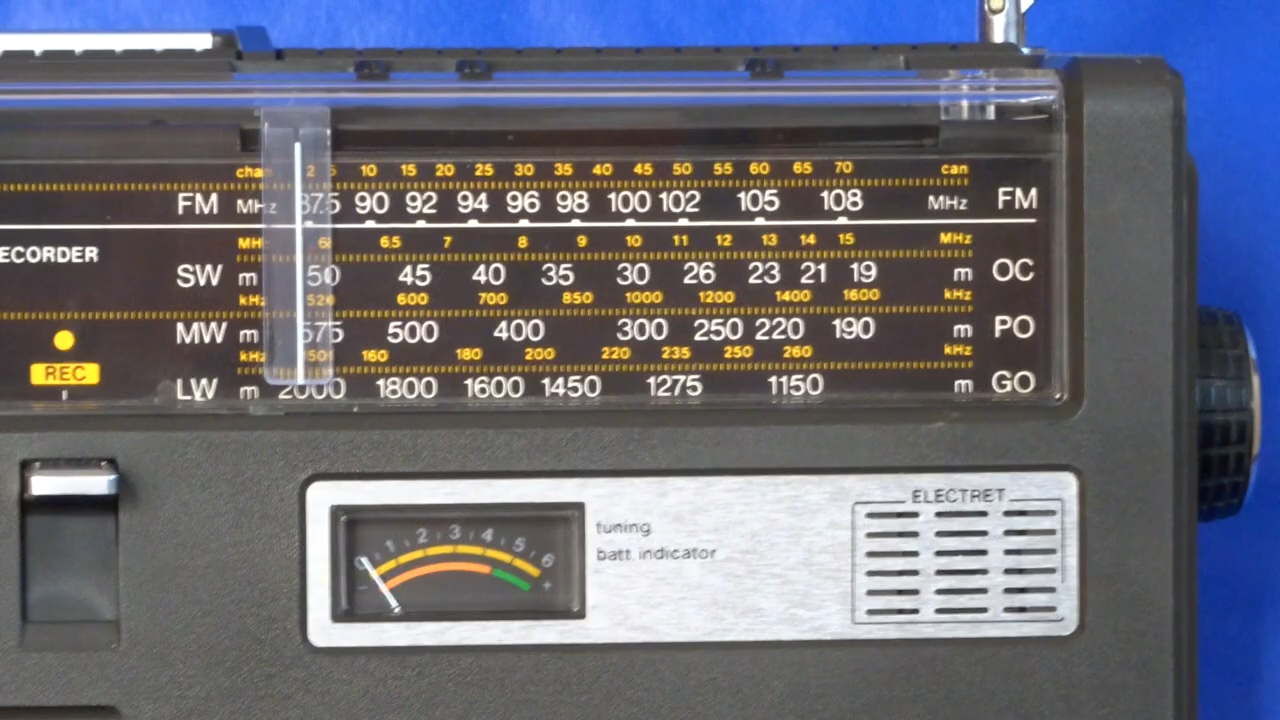 chan 2 5 10 15 20 25 30 35 40 45 50 55 60 65 70 can
FM MHz 87.5 90 92 94 96 98 100 102 105 108 MHz FM
MHz 6 6.5 7 8 9 10 11 12 13 14 15 MHz
ECORDER
SW m 50 45 40 35 30 26 23 21 19 m OC
kHz 520 600 700 850 1000 1200 1400 1600 kHz
MW m 575 500 400 300 250 220 190 m PO
kHz 150 160 180 200 220 235 250 260 kHz
REC
LW m 2000 1800 1600 1450 1275 1150 m GO
ELECTRET
0 1 2 3 4 5 6
- +
tuning
batt. indicator